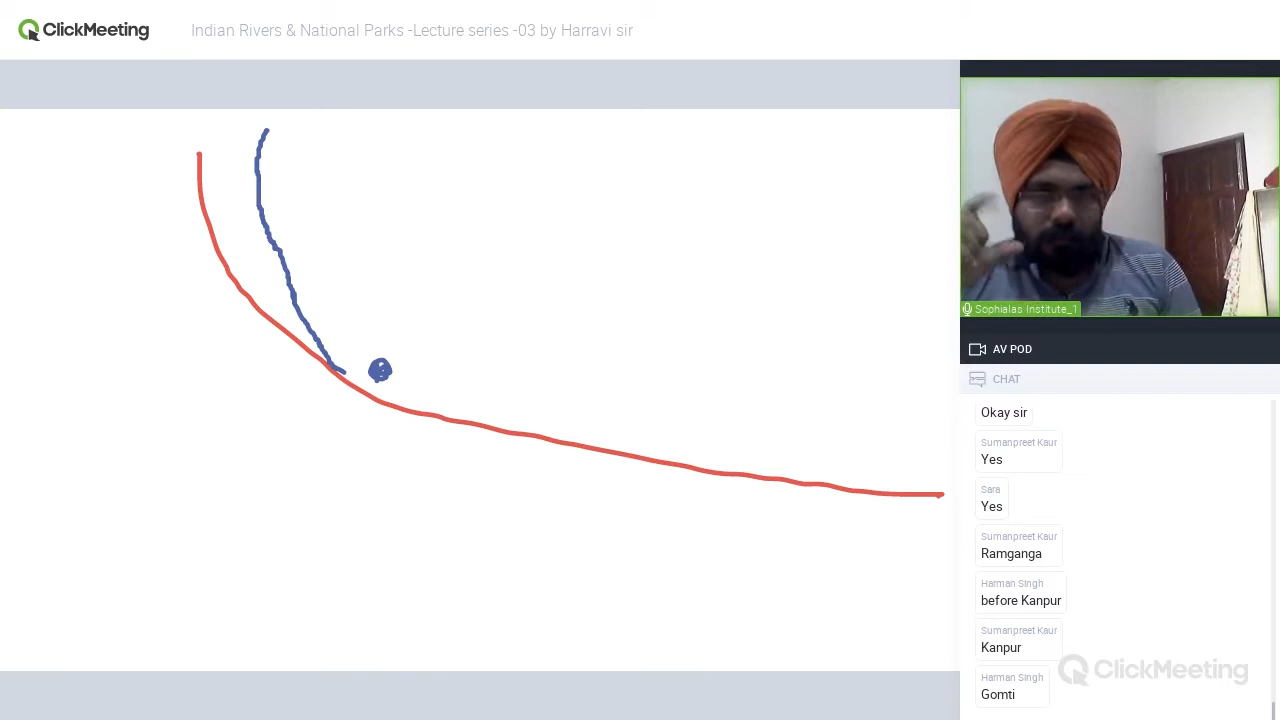 ClickMeeting
Indian Rivers & National Parks -Lecture series -03 by Harravi sir
Sophialas Institute_1
AV POD
CHAT
Okay sir
Sumanpreet Kaur
Yes
Sara
Yes
Sumanpreet Kaur
Ramganga
Harman Singh
before Kanpur
Sumanpreet Kaur
Kanpur
Harman Singh
Gomti
ClickMeeting